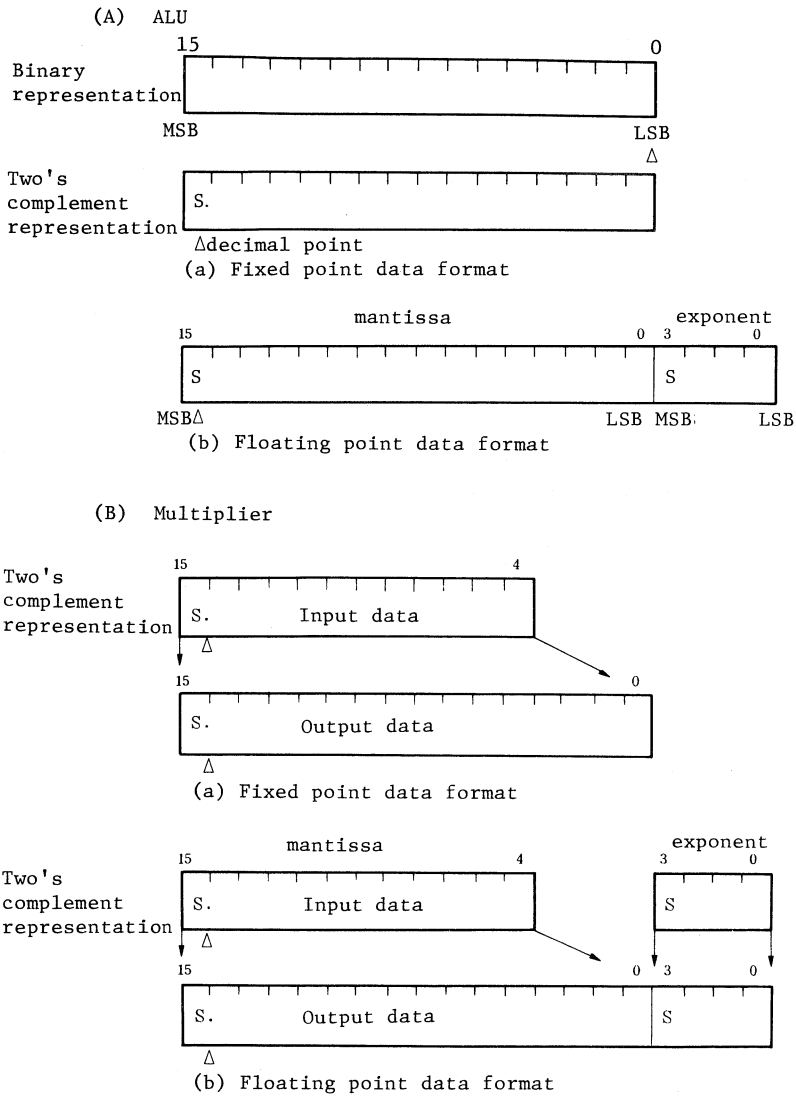 (A) ALU
15 0
Binary
representation
MSB LSB
Δ
Two's
complement
representation
S.
Δdecimal point
(a) Fixed point data format
mantissa exponent
15 0 3 0
S S
MSBΔ LSB MSB LSB
(b) Floating point data format
(B) Multiplier
15 4
Two's
complement
representation
S. Input data
Δ
15 0
S. Output data
Δ
(a) Fixed point data format
mantissa exponent
15 4 3 0
Two's
complement
representation
S. Input data S
Δ
15 0 3 0
S. Output data S
Δ
(b) Floating point data format